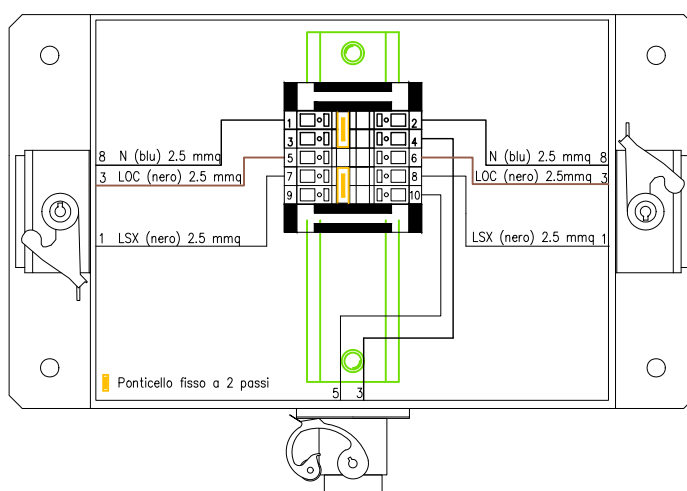 1 2
3 4
5 6
7 8
9 10
8 N (blu) 2.5 mmq
3 LOC (nero) 2.5 mmq
1 LSX (nero) 2.5 mmq
N (blu) 2.5 mmq 8
LOC (nero) 2.5mmq 3
LSX (nero) 2.5 mmq 1
Ponticello fisso a 2 passi
5 3